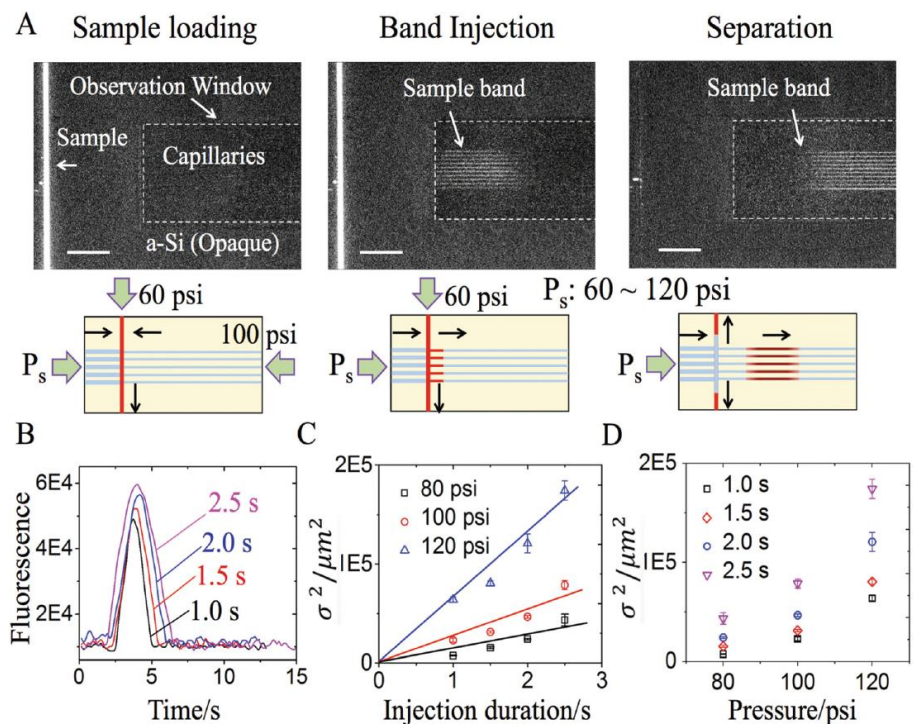 A
Sample loading
Band Injection
Separation
Observation Window
Sample
Capillaries
a-Si (Opaque)
Sample band
Sample band
60 psi
100 psi
Ps
60 psi
Ps
Ps: 60 ~ 120 psi
Ps
B
6E4
4E4
2E4
Fluorescence
2.5 s
2.0 s
1.5 s
1.0 s
0 5 10 15
Time/s
C
2E5
1E5
0
σ²/μm²
80 psi
100 psi
120 psi
0 1 2 3
Injection duration/s
D
2E5
1E5
0
σ²/μm²
1.0 s
1.5 s
2.0 s
2.5 s
80 100 120
Pressure/psi